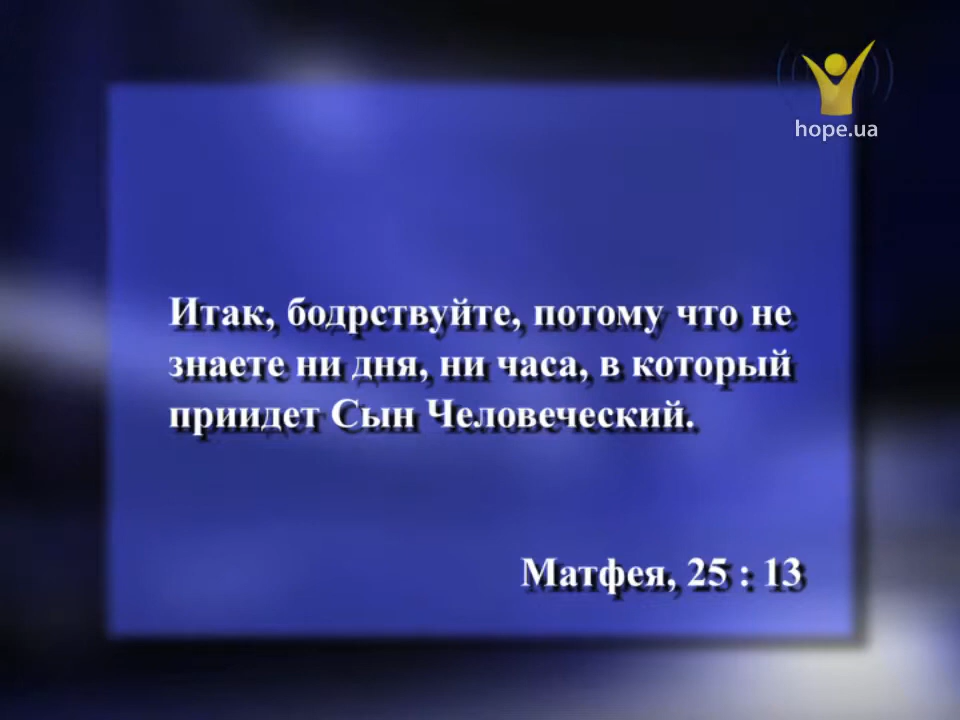 hope.ua
Итак, бодрствуйте, потому что не
знаете ни дня, ни часа, в который
приидет Сын Человеческий.
Матфея, 25 : 13